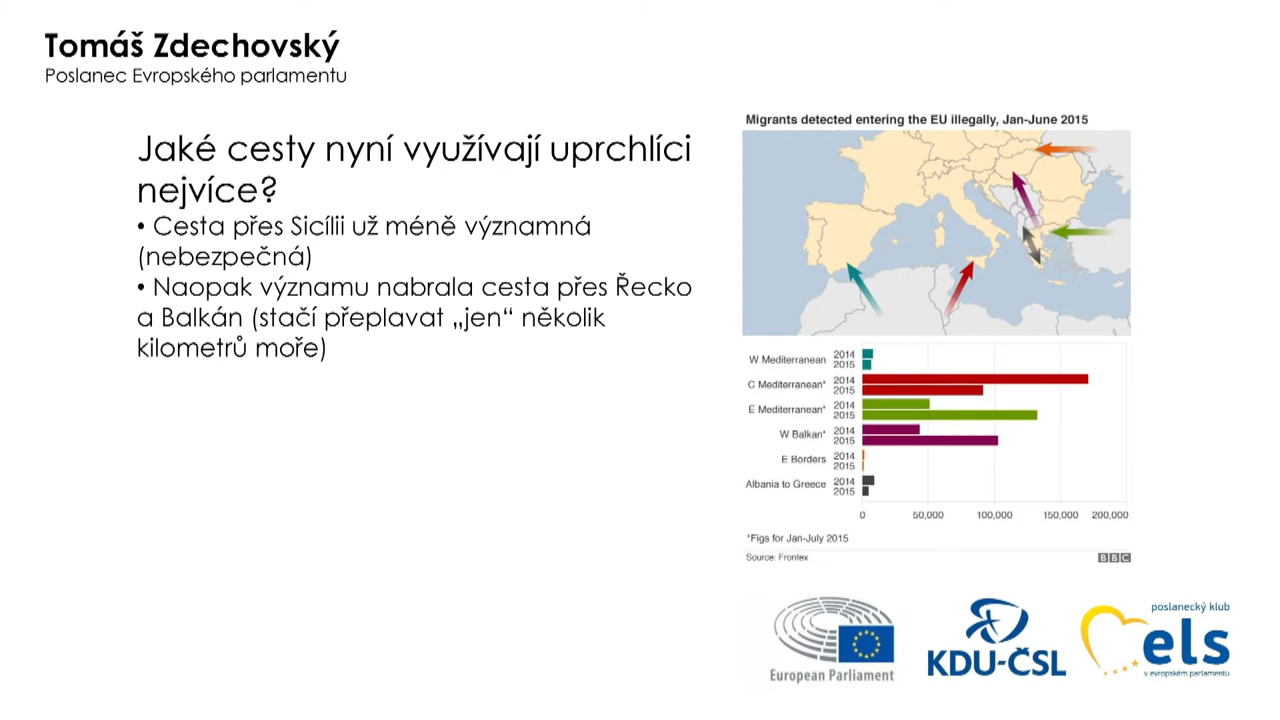 Tomáš Zdechovský
Poslanec Evropského parlamentu
Jaké cesty nyní využívají uprchlíci
nejvíce?
• Cesta přes Sicílii už méně významná
(nebezpečná)
• Naopak významu nabrala cesta přes Řecko
a Balkán (stačí přeplavat „jen“ několik
kilometrů moře)
Migrants detected entering the EU illegally, Jan-June 2015
W Mediterranean 2014
2015
C Mediterranean* 2014
2015
E Mediterranean* 2014
2015
W Balkan* 2014
2015
E Borders 2014
2015
Albania to Greece 2014
2015
0 50,000 100,000 150,000 200,000
*Figs for Jan-July 2015
Source: Frontex
BBC
European Parliament
KDU-ČSL
poslanecký klub
els
v evropském parlamentu